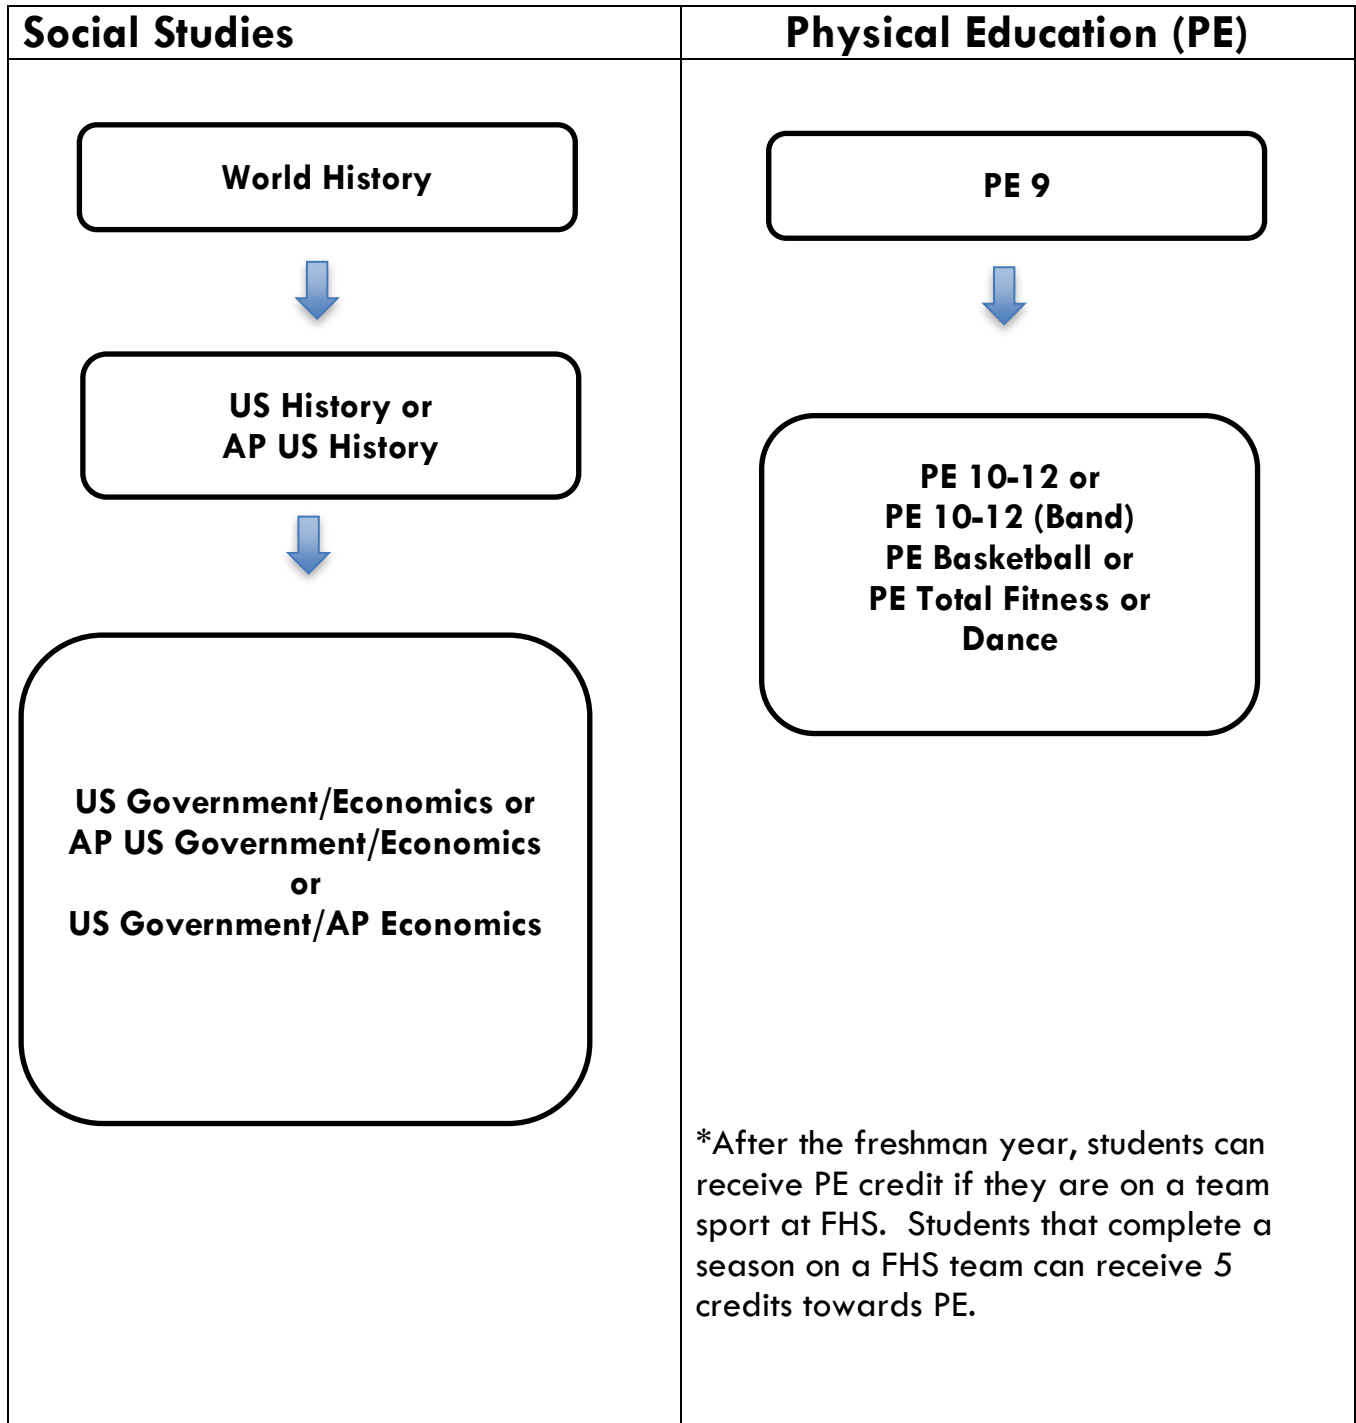 Social Studies
World History
US History or
AP US History
US Government/Economics or
AP US Government/Economics
or
US Government/AP Economics
Physical Education (PE)
PE 9
PE 10-12 or
PE 10-12 (Band)
PE Basketball or
PE Total Fitness or
Dance
*After the freshman year, students can
receive PE credit if they are on a team
sport at FHS.  Students that complete a
season on a FHS team can receive 5
credits towards PE.